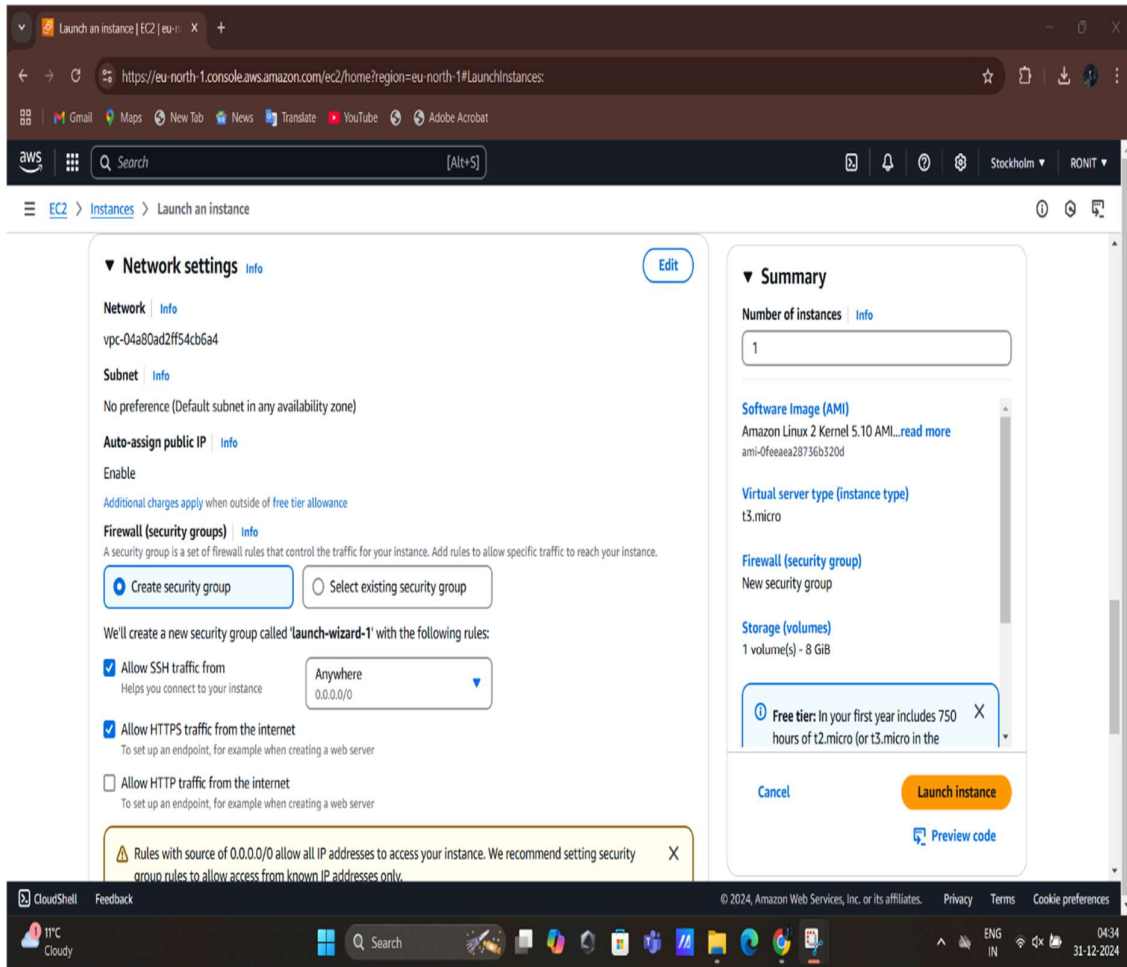 Launch an instance | EC2 | eu-n
https://eu-north-1.console.aws.amazon.com/ec2/home?region=eu-north-1#LaunchInstances:
Gmail Maps New Tab News Translate YouTube Adobe Acrobat
aws Search [Alt+S] Stockholm ▼ RONIT ▼
EC2 > Instances > Launch an instance
▼ Network settings Info
Edit
Network | Info
vpc-04a80ad2ff54cb6a4
Subnet | Info
No preference (Default subnet in any availability zone)
Auto-assign public IP | Info
Enable
Additional charges apply when outside of free tier allowance
Firewall (security groups) | Info
A security group is a set of firewall rules that control the traffic for your instance. Add rules to allow specific traffic to reach your instance.
Create security group
Select existing security group
We'll create a new security group called 'launch-wizard-1' with the following rules:
Allow SSH traffic from
Helps you connect to your instance
Anywhere
0.0.0.0/0
Allow HTTPS traffic from the internet
To set up an endpoint, for example when creating a web server
Allow HTTP traffic from the internet
To set up an endpoint, for example when creating a web server
Rules with source of 0.0.0.0/0 allow all IP addresses to access your instance. We recommend setting security
group rules to allow access from known IP addresses only.
▼ Summary
Number of instances | Info
1
Software Image (AMI)
Amazon Linux 2 Kernel 5.10 AMI...read more
ami-0feeaea28736b320d
Virtual server type (instance type)
t3.micro
Firewall (security group)
New security group
Storage (volumes)
1 volume(s) - 8 GiB
Free tier: In your first year includes 750
hours of t2.micro (or t3.micro in the
Cancel
Launch instance
Preview code
CloudShell Feedback © 2024, Amazon Web Services, Inc. or its affiliates. Privacy Terms Cookie preferences
11°C
Cloudy
Search
ENG
IN
04:34
31-12-2024